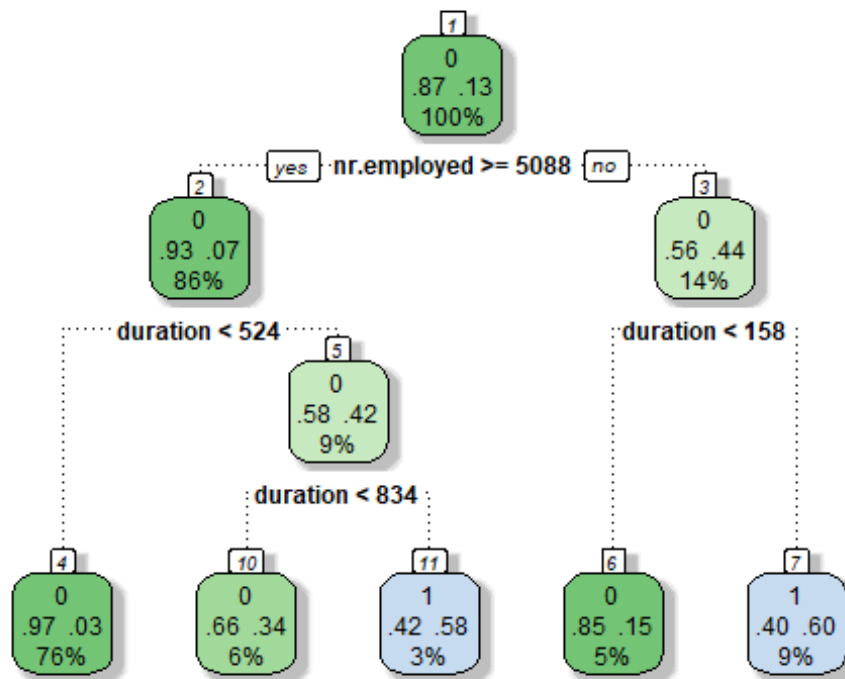 1
0
.87 .13
100%
yes nr.employed >= 5088 no
2 3
0 0
.93 .07 .56 .44
86% 14%
duration < 524 duration < 158
5
0
.58 .42
9%
duration < 834
4 10 11 6 7
0 0 1 0 1
.97 .03 .66 .34 .42 .58 .85 .15 .40 .60
76% 6% 3% 5% 9%